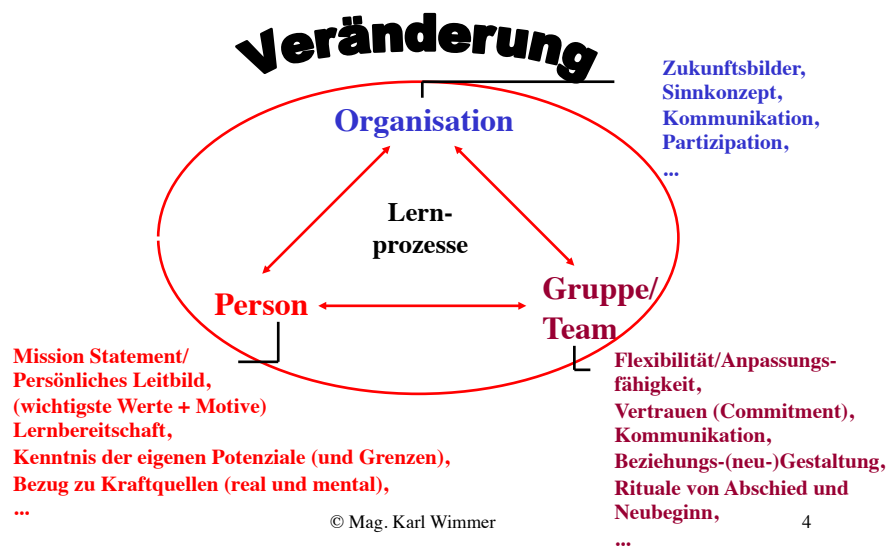 Veränderung
Zukunftsbilder,
Sinnkonzept,
Kommunikation,
Partizipation,
...
Organisation
Lern-
prozesse
Person
Gruppe/
Team
Mission Statement/
Persönliches Leitbild,
(wichtigste Werte + Motive)
Lernbereitschaft,
Kenntnis der eigenen Potenziale (und Grenzen),
Bezug zu Kraftquellen (real und mental),
...
Flexibilität/Anpassungs-
fähigkeit,
Vertrauen (Commitment),
Kommunikation,
Beziehungs-(neu-)Gestaltung,
Rituale von Abschied und
Neubeginn,
...
© Mag. Karl Wimmer
4